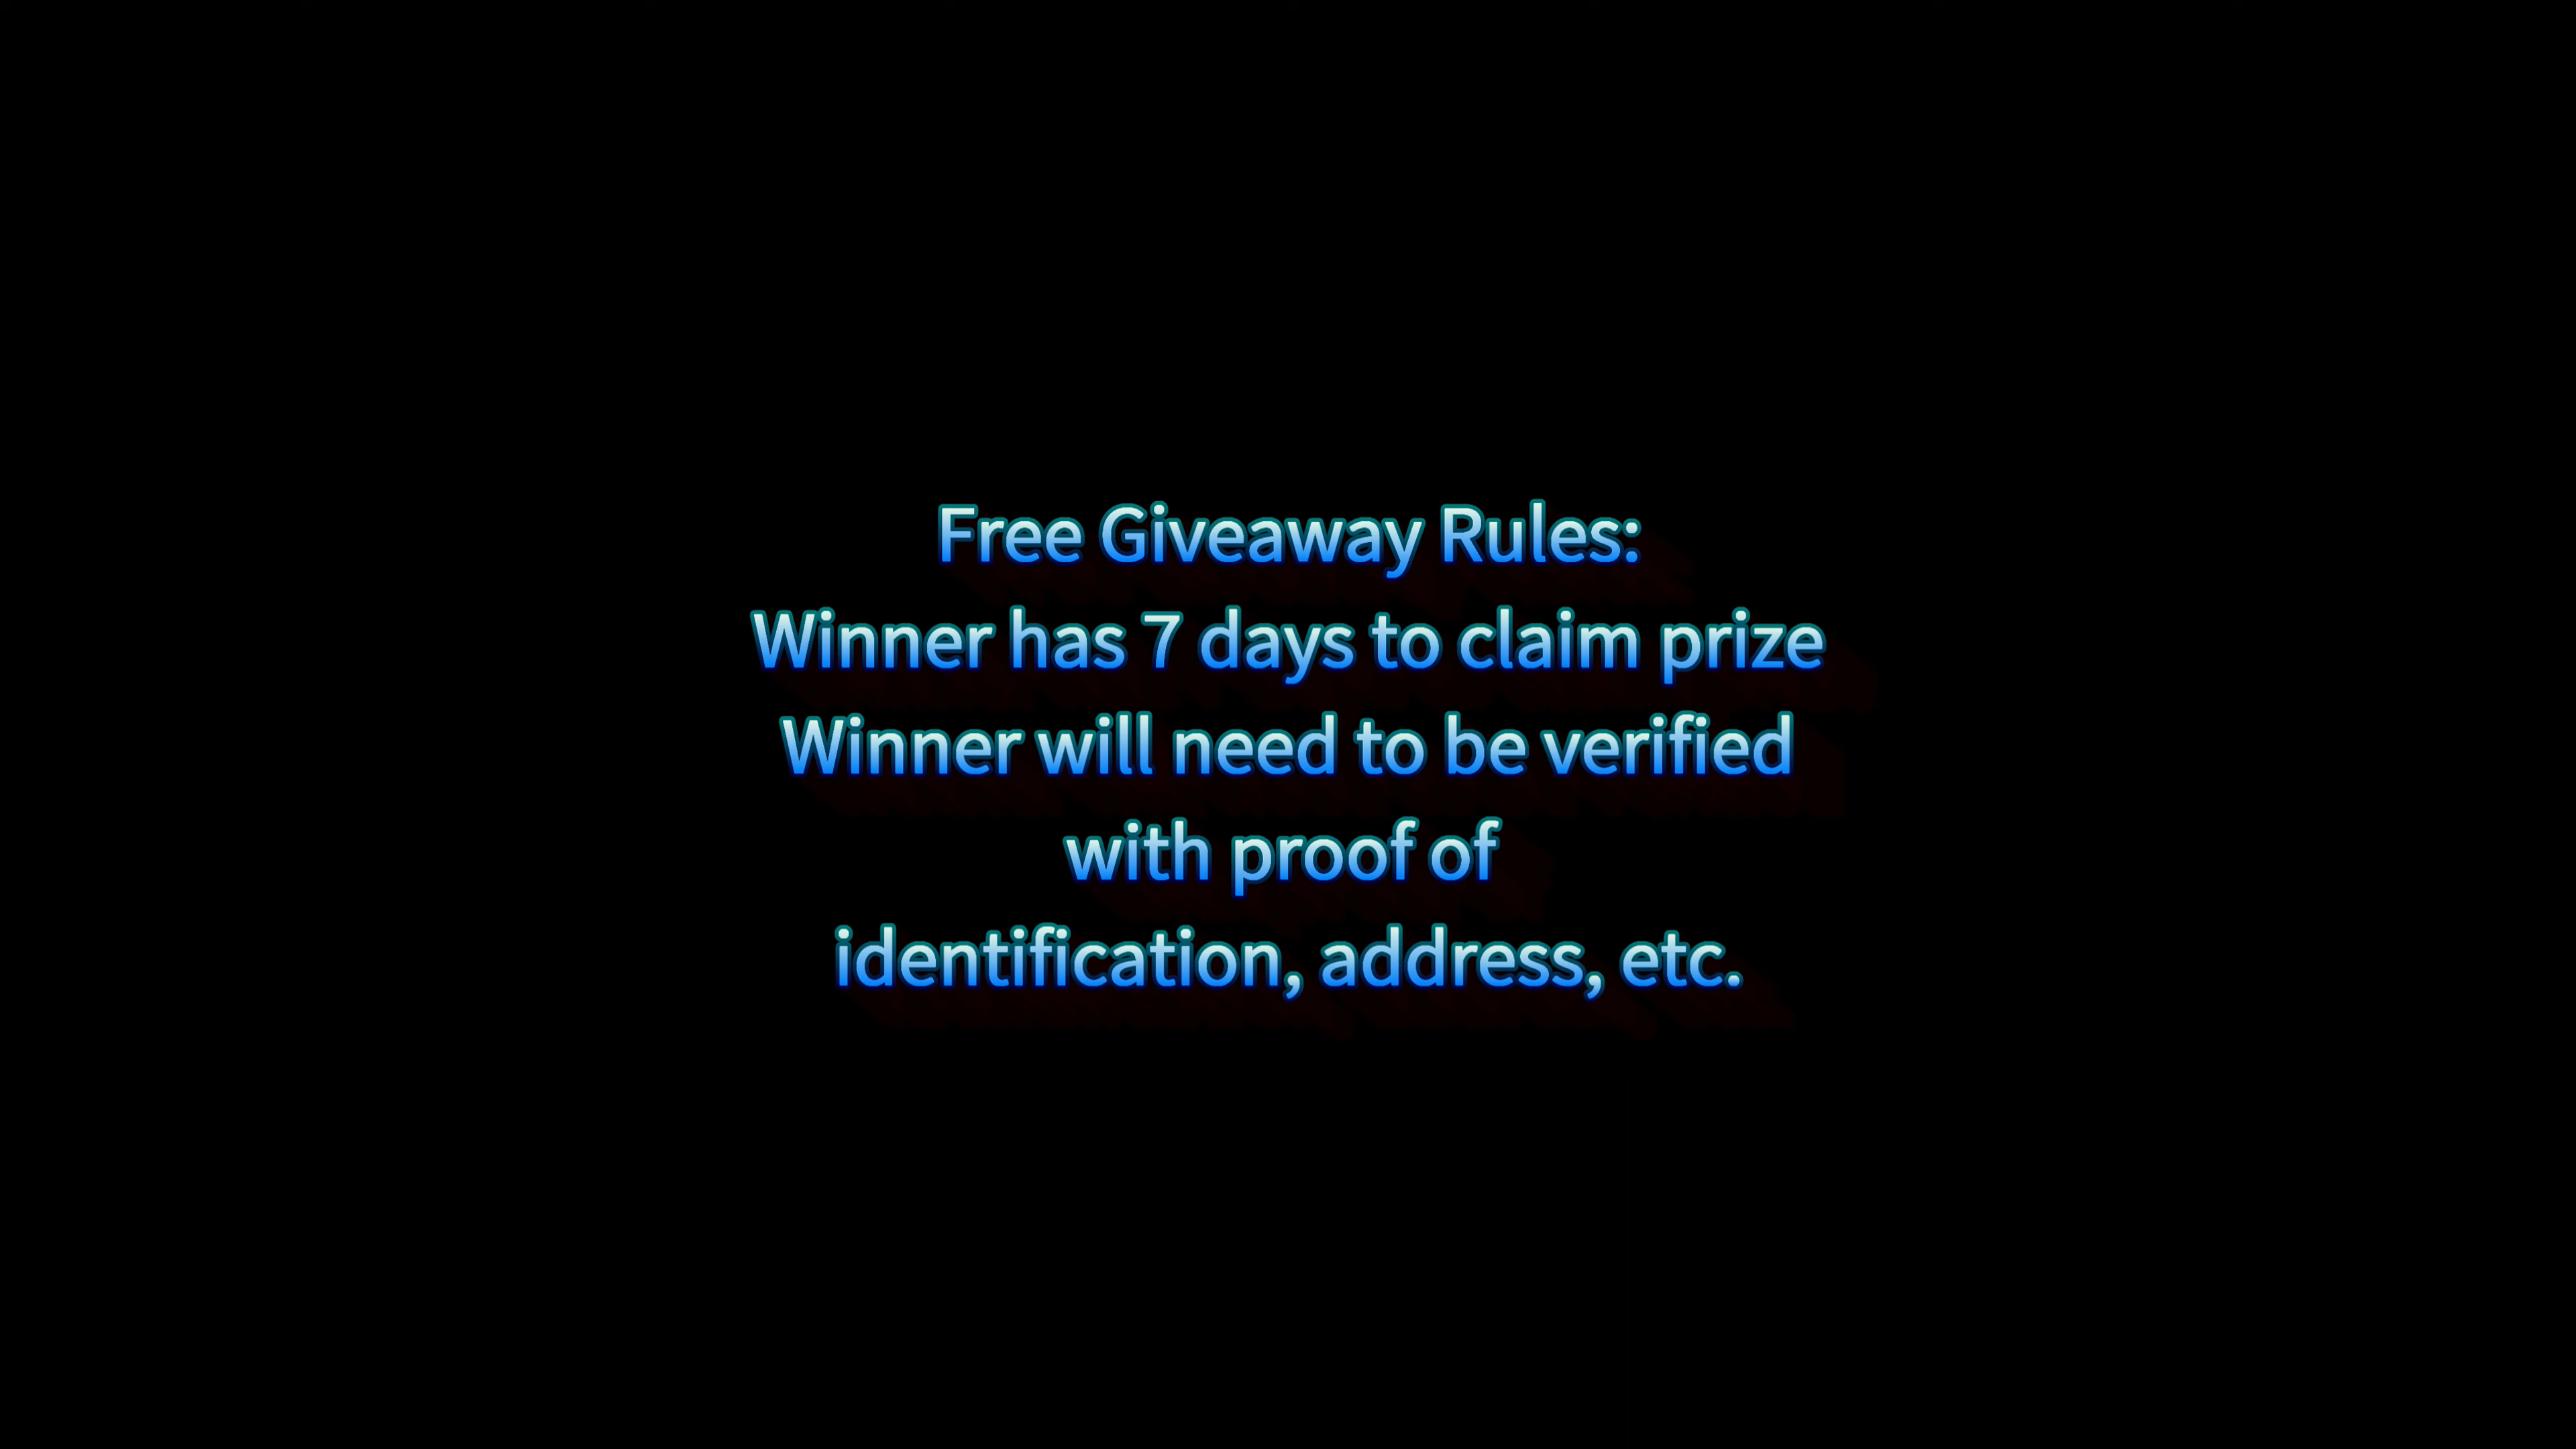 Free Giveaway Rules:
Winner has 7 days to claim prize
Winner will need to be verified
with proof of
identification, address, etc.